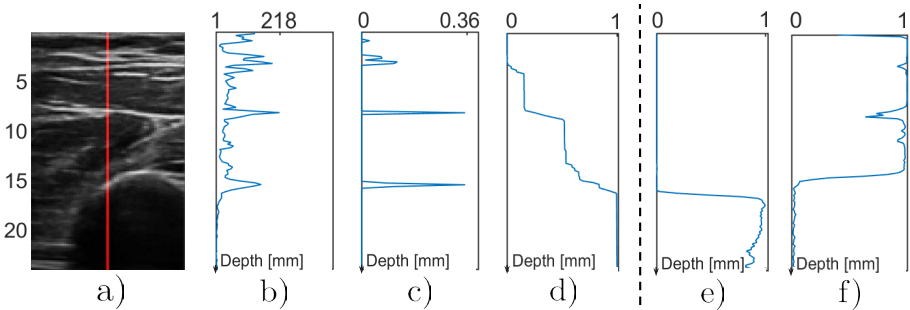 1 218 0 0.36 0 1 0 1 0 1
5
10
15
20
Depth [mm] Depth [mm] Depth [mm] Depth [mm] Depth [mm]
a) b) c) d) e) f)